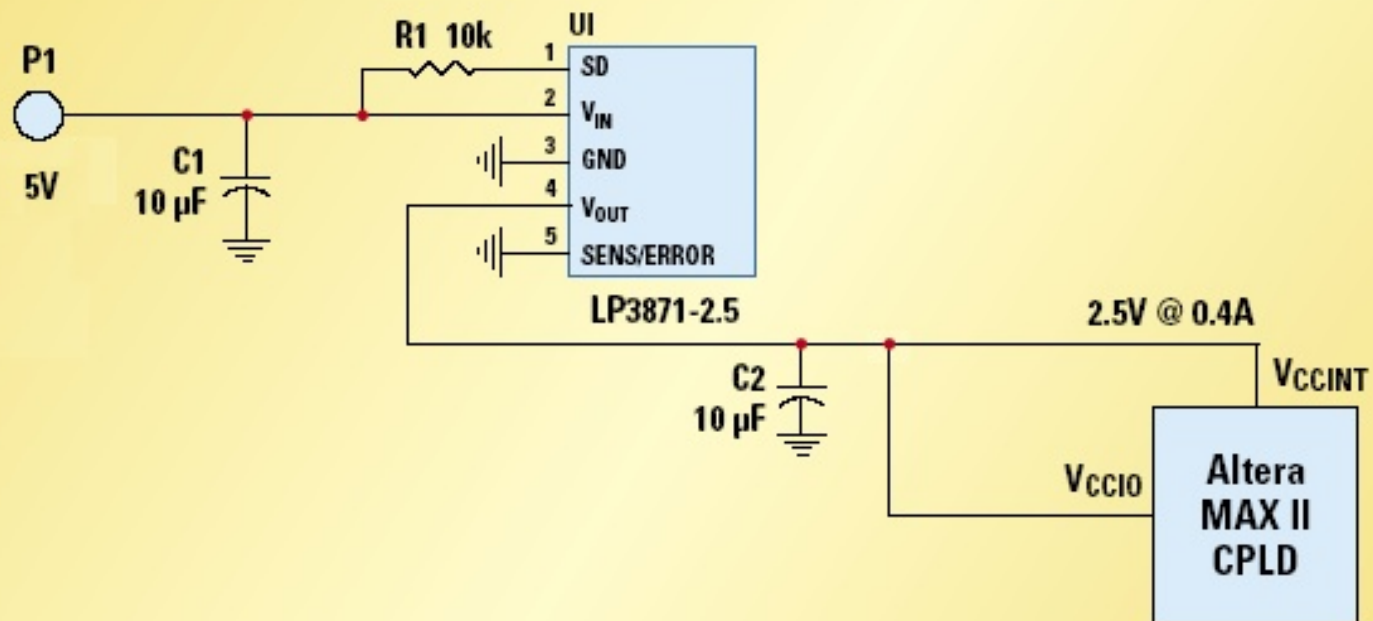 P1
5V
C1
10 µF
R1 10k
UI
1
SD
2
VIN
3
GND
4
VOUT
5
SENS/ERROR
LP3871-2.5
2.5V @ 0.4A
C2
10 µF
VCCINT
VCCIO
Altera
MAX II
CPLD